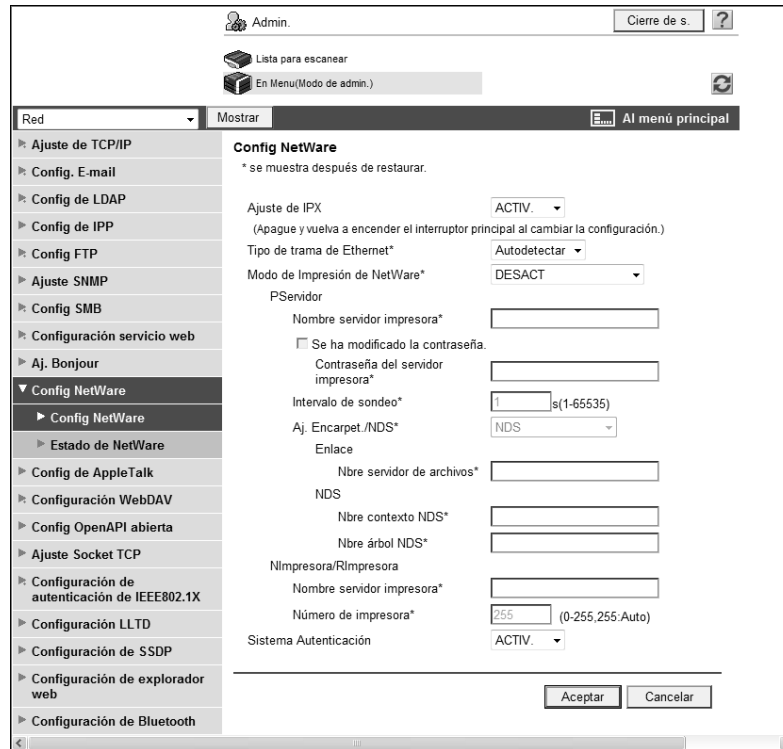 Admin.
Cierre de s.
?
Lista para escanear
En Menu(Modo de admin.)
Red
Mostrar
Al menú principal
Ajuste de TCP/IP
Config. E-mail
Config de LDAP
Config de IPP
Config FTP
Ajuste SNMP
Config SMB
Configuración servicio web
Aj. Bonjour
Config NetWare
Config NetWare
Estado de NetWare
Config de AppleTalk
Configuración WebDAV
Config OpenAPI abierta
Ajuste Socket TCP
Configuración de
autenticación de IEEE802.1X
Configuración LLTD
Configuración de SSDP
Configuración de explorador
web
Configuración de Bluetooth
Config NetWare
* se muestra después de restaurar.
Ajuste de IPX
ACTIV.
(Apague y vuelva a encender el interruptor principal al cambiar la configuración.)
Tipo de trama de Ethernet*
Autodetectar
Modo de Impresión de NetWare*
DESACT
PServidor
Nombre servidor impresora*
Se ha modificado la contraseña.
Contraseña del servidor
impresora*
Intervalo de sondeo*
1
s(1-65535)
Aj. Encarpet./NDS*
NDS
Enlace
Nbre servidor de archivos*
NDS
Nbre contexto NDS*
Nbre árbol NDS*
NImpresora/RImpresora
Nombre servidor impresora*
Número de impresora*
255
(0-255,255:Auto)
Sistema Autenticación
ACTIV.
Aceptar
Cancelar